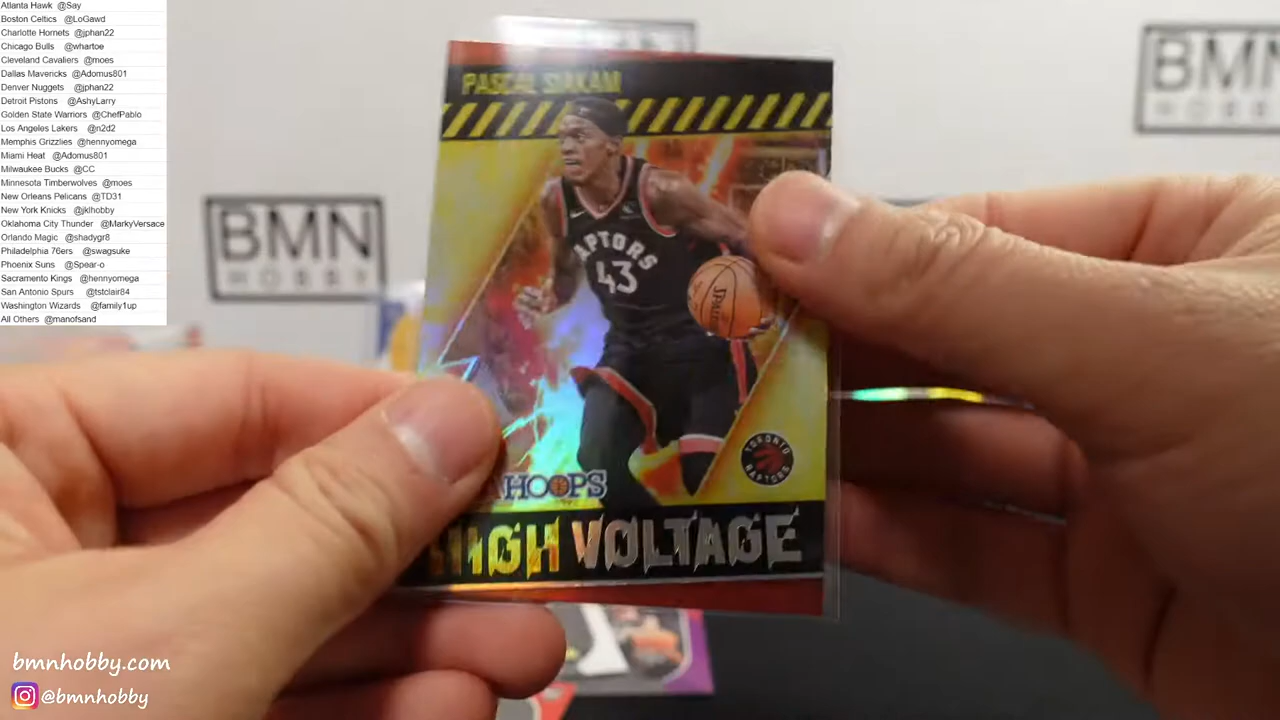 Atlanta Hawk @Say
Boston Celtics @LoGawd
Charlotte Hornets @jphan22
Chicago Bulls @whartoe
Cleveland Cavaliers @moes
Dallas Mavericks @Adomus801
Denver Nuggets @jphan22
Detroit Pistons @AshyLarry
Golden State Warriors @ChefPablo
Los Angeles Lakers @n2d2
Memphis Grizzlies @hennyomega
Miami Heat @Adomus801
Milwaukee Bucks @CC
Minnesota Timberwolves @moes
New Orleans Pelicans @TD31
New York Knicks @jklhobby
Oklahoma City Thunder @MarkyVersace
Orlando Magic @shadygr8
Philadelphia 76ers @swagsuke
Phoenix Suns @Spear-o
Sacramento Kings @hennyomega
San Antonio Spurs @tstclair84
Washington Wizards @family1up
All Others @manofsand
BMN
HOBBY
BMN
PASCAL SIAKAM
RAPTORS
43
SPALDING
TORONTO
RAPTORS
HOOPS
HIGH VOLTAGE
bmnhobby.com
@bmnhobby